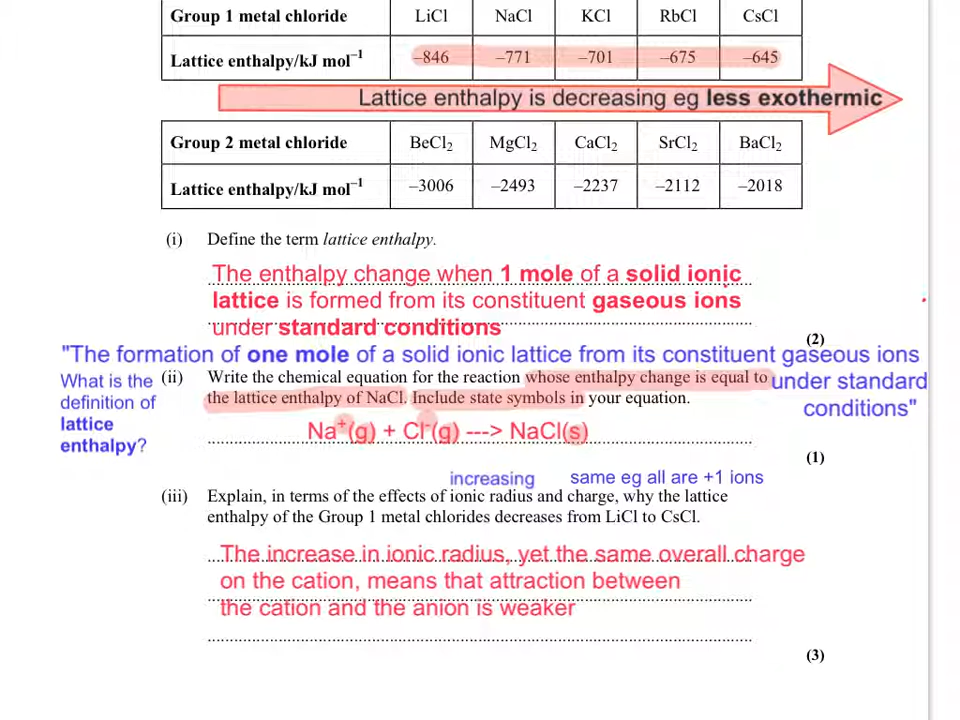 Group 1 metal chloride LiCl NaCl KCl RbCl CsCl
Lattice enthalpy/kJ mol⁻¹ –846 –771 –701 –675 –645
Lattice enthalpy is decreasing eg less exothermic
Group 2 metal chloride BeCl₂ MgCl₂ CaCl₂ SrCl₂ BaCl₂
Lattice enthalpy/kJ mol⁻¹ –3006 –2493 –2237 –2112 –2018
(i) Define the term lattice enthalpy.
The enthalpy change when 1 mole of a solid ionic
lattice is formed from its constituent gaseous ions
under standard conditions
(2)
"The formation of one mole of a solid ionic lattice from its constituent gaseous ions
under standard
conditions"
What is the
definition of
lattice
enthalpy?
(ii) Write the chemical equation for the reaction whose enthalpy change is equal to
the lattice enthalpy of NaCl. Include state symbols in your equation.
Na⁺(g) + Cl⁻(g) ---> NaCl(s)
(1)
increasing same eg all are +1 ions
(iii) Explain, in terms of the effects of ionic radius and charge, why the lattice
enthalpy of the Group 1 metal chlorides decreases from LiCl to CsCl.
The increase in ionic radius, yet the same overall charge
on the cation, means that attraction between
the cation and the anion is weaker
(3)